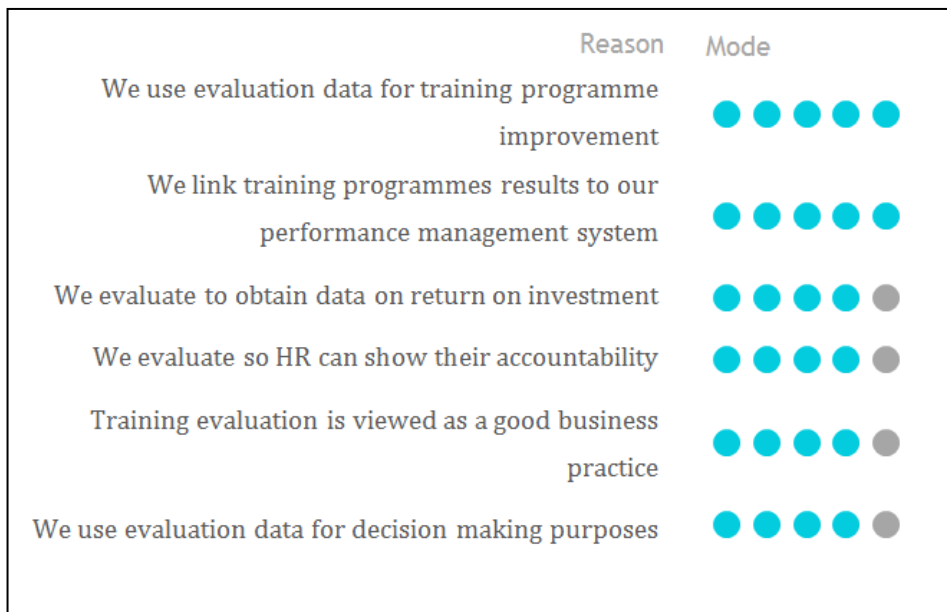 Reason Mode
We use evaluation data for training programme
improvement
We link training programmes results to our
performance management system
We evaluate to obtain data on return on investment
We evaluate so HR can show their accountability
Training evaluation is viewed as a good business
practice
We use evaluation data for decision making purposes